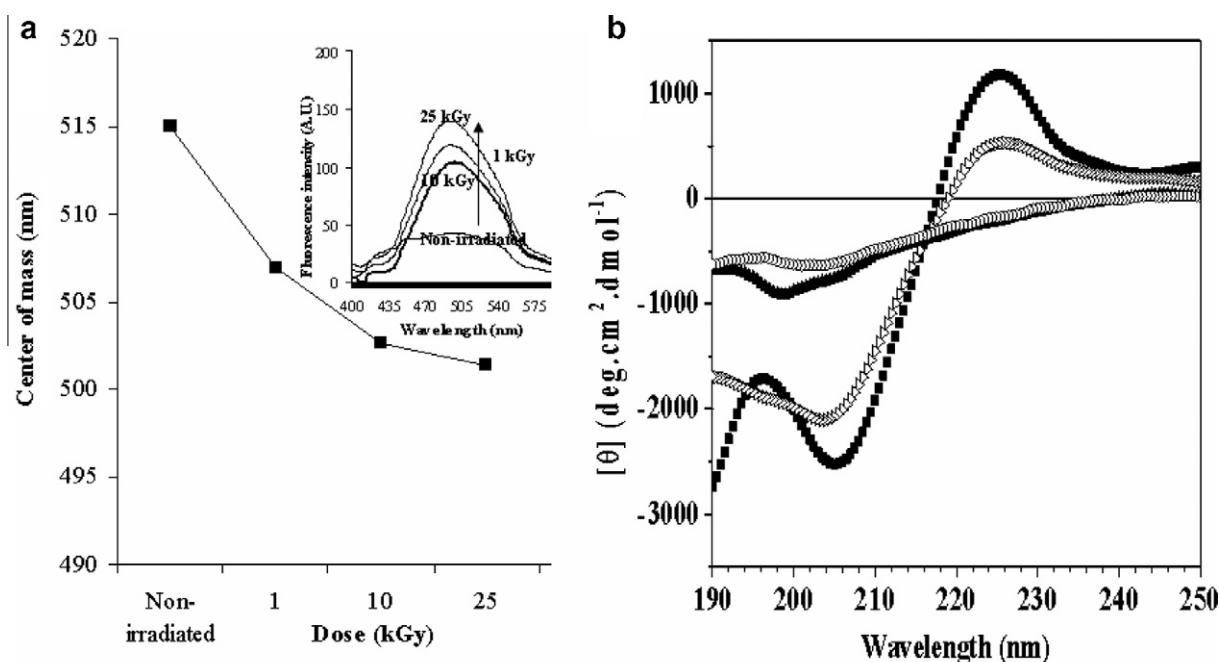 a
520
515
510
505
500
495
490
Center of mass (nm)
Non-
irradiated
1
10
25
Dose (kGy)
200
150
100
50
0
Fluorescence intensity (A.U.)
25 kGy
1 kGy
10 kGy
Non-irradiated
400 435 470 505 540 575
Wavelength (nm)
b
1000
0
-1000
-2000
-3000
[θ] (deg.cm².dmol⁻¹)
190 200 210 220 230 240 250
Wavelength (nm)